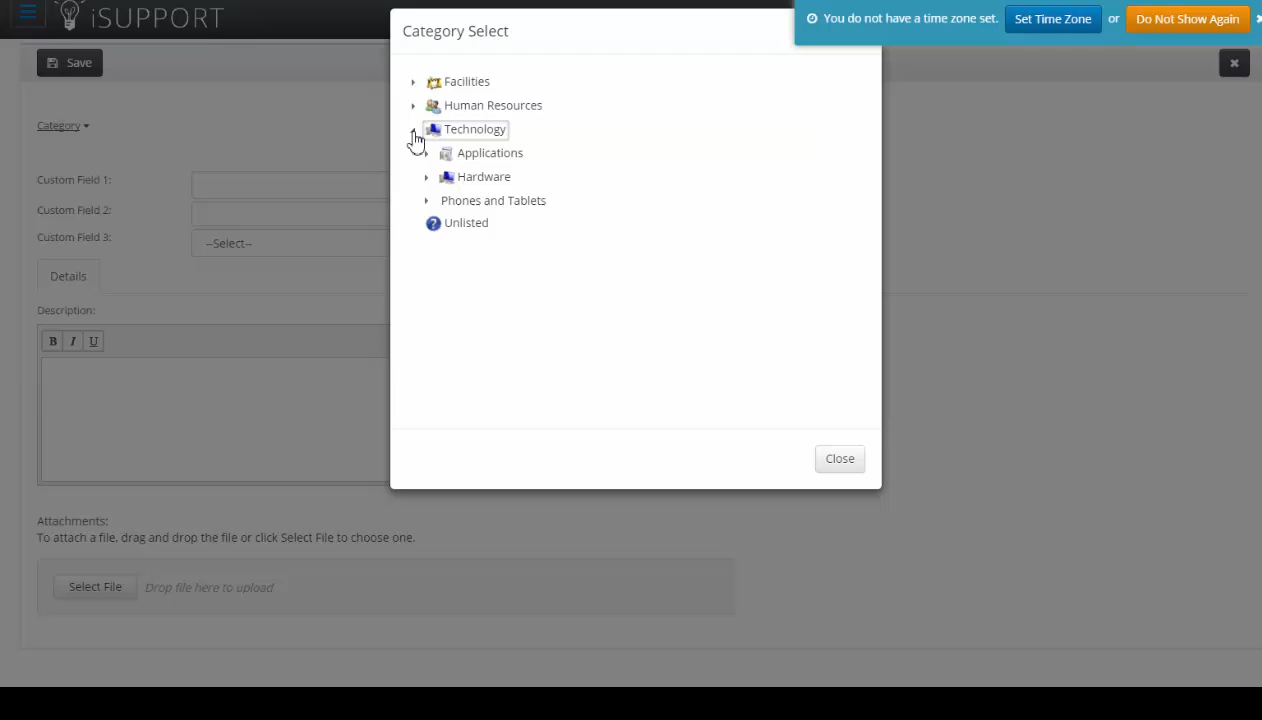 iSUPPORT
You do not have a time zone set. Set Time Zone or Do Not Show Again
Category Select
Save
Facilities
Human Resources
Category
Technology
Applications
Custom Field 1:
Hardware
Custom Field 2:
Phones and Tablets
Unlisted
Custom Field 3:
--Select--
Details
Description:
B I U
Close
Attachments:
To attach a file, drag and drop the file or click Select File to choose one.
Select File Drop file here to upload